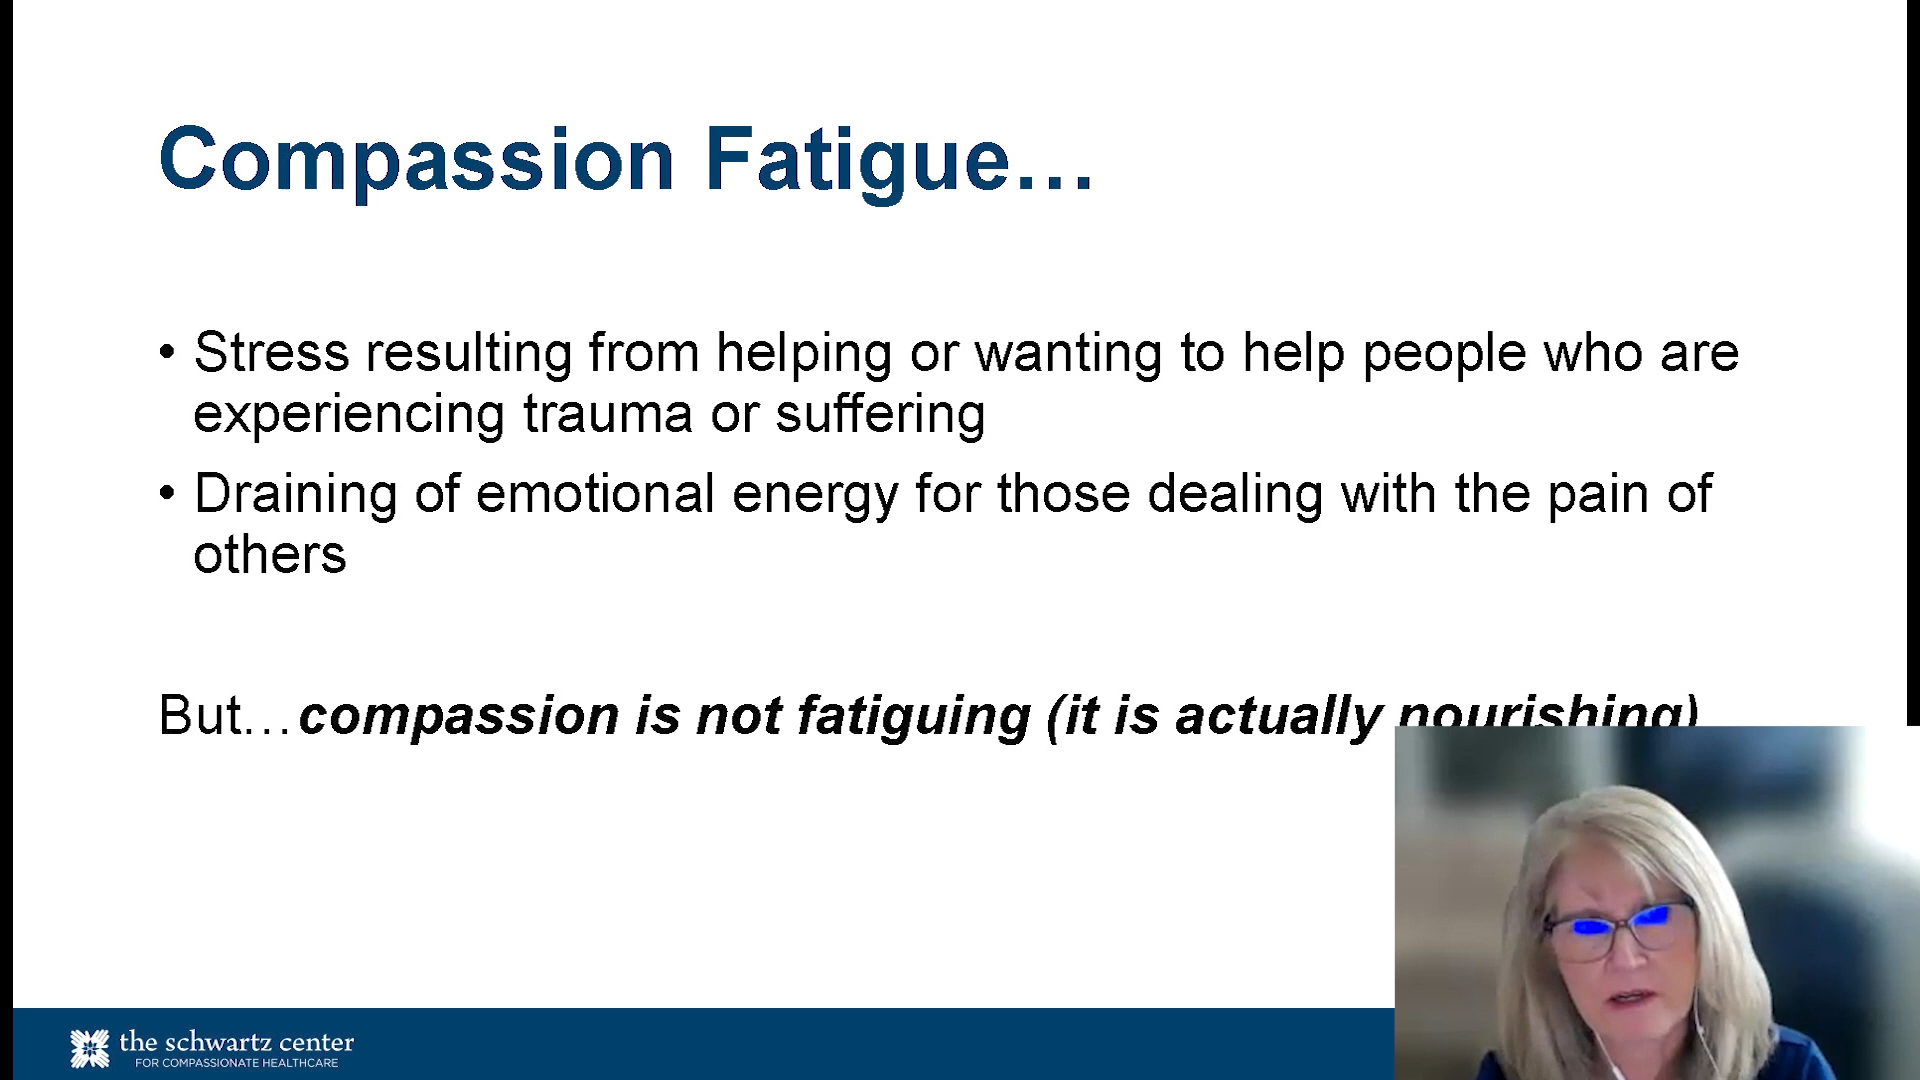 Compassion Fatigue…
• Stress resulting from helping or wanting to help people who are
experiencing trauma or suffering
• Draining of emotional energy for those dealing with the pain of
others
But…compassion is not fatiguing (it is actually nourishing)
the schwartz center
FOR COMPASSIONATE HEALTHCARE